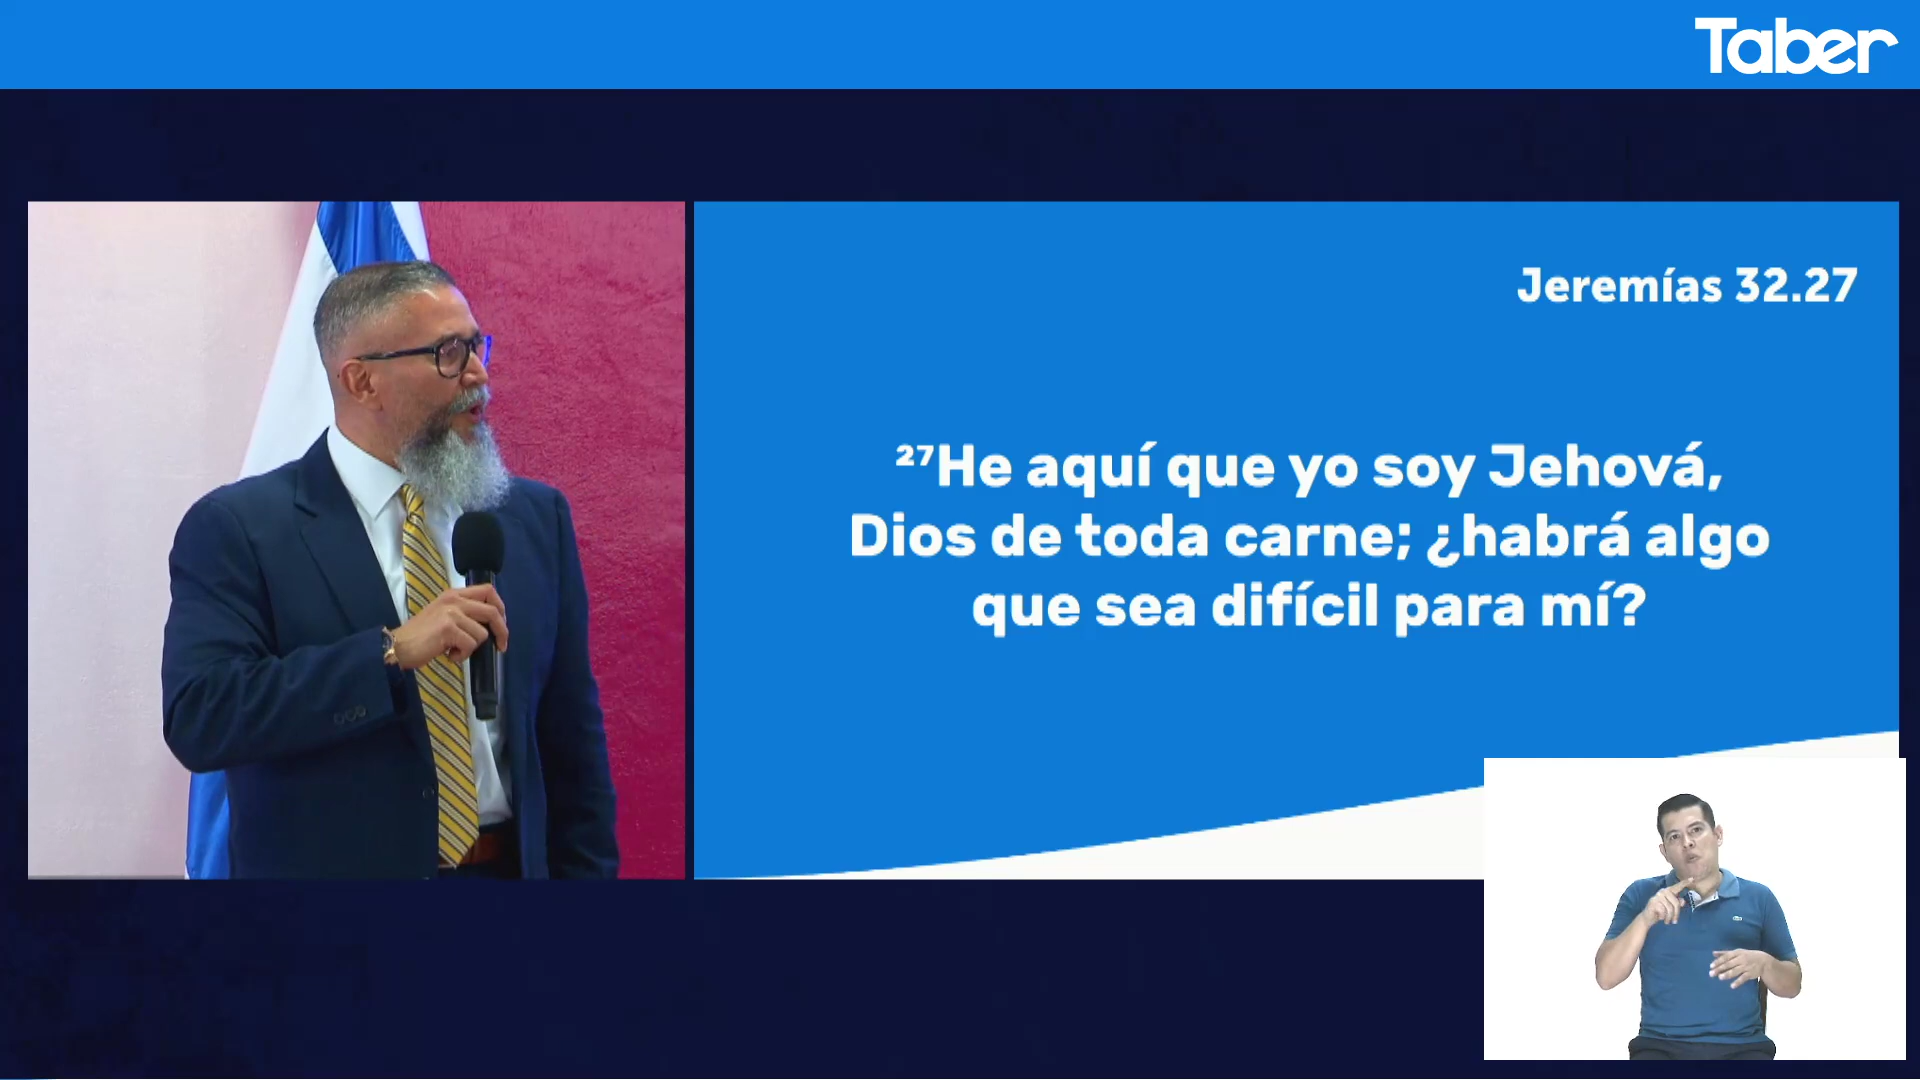 Taber
Jeremías 32.27
²⁷He aquí que yo soy Jehová,
Dios de toda carne; ¿habrá algo
que sea difícil para mí?